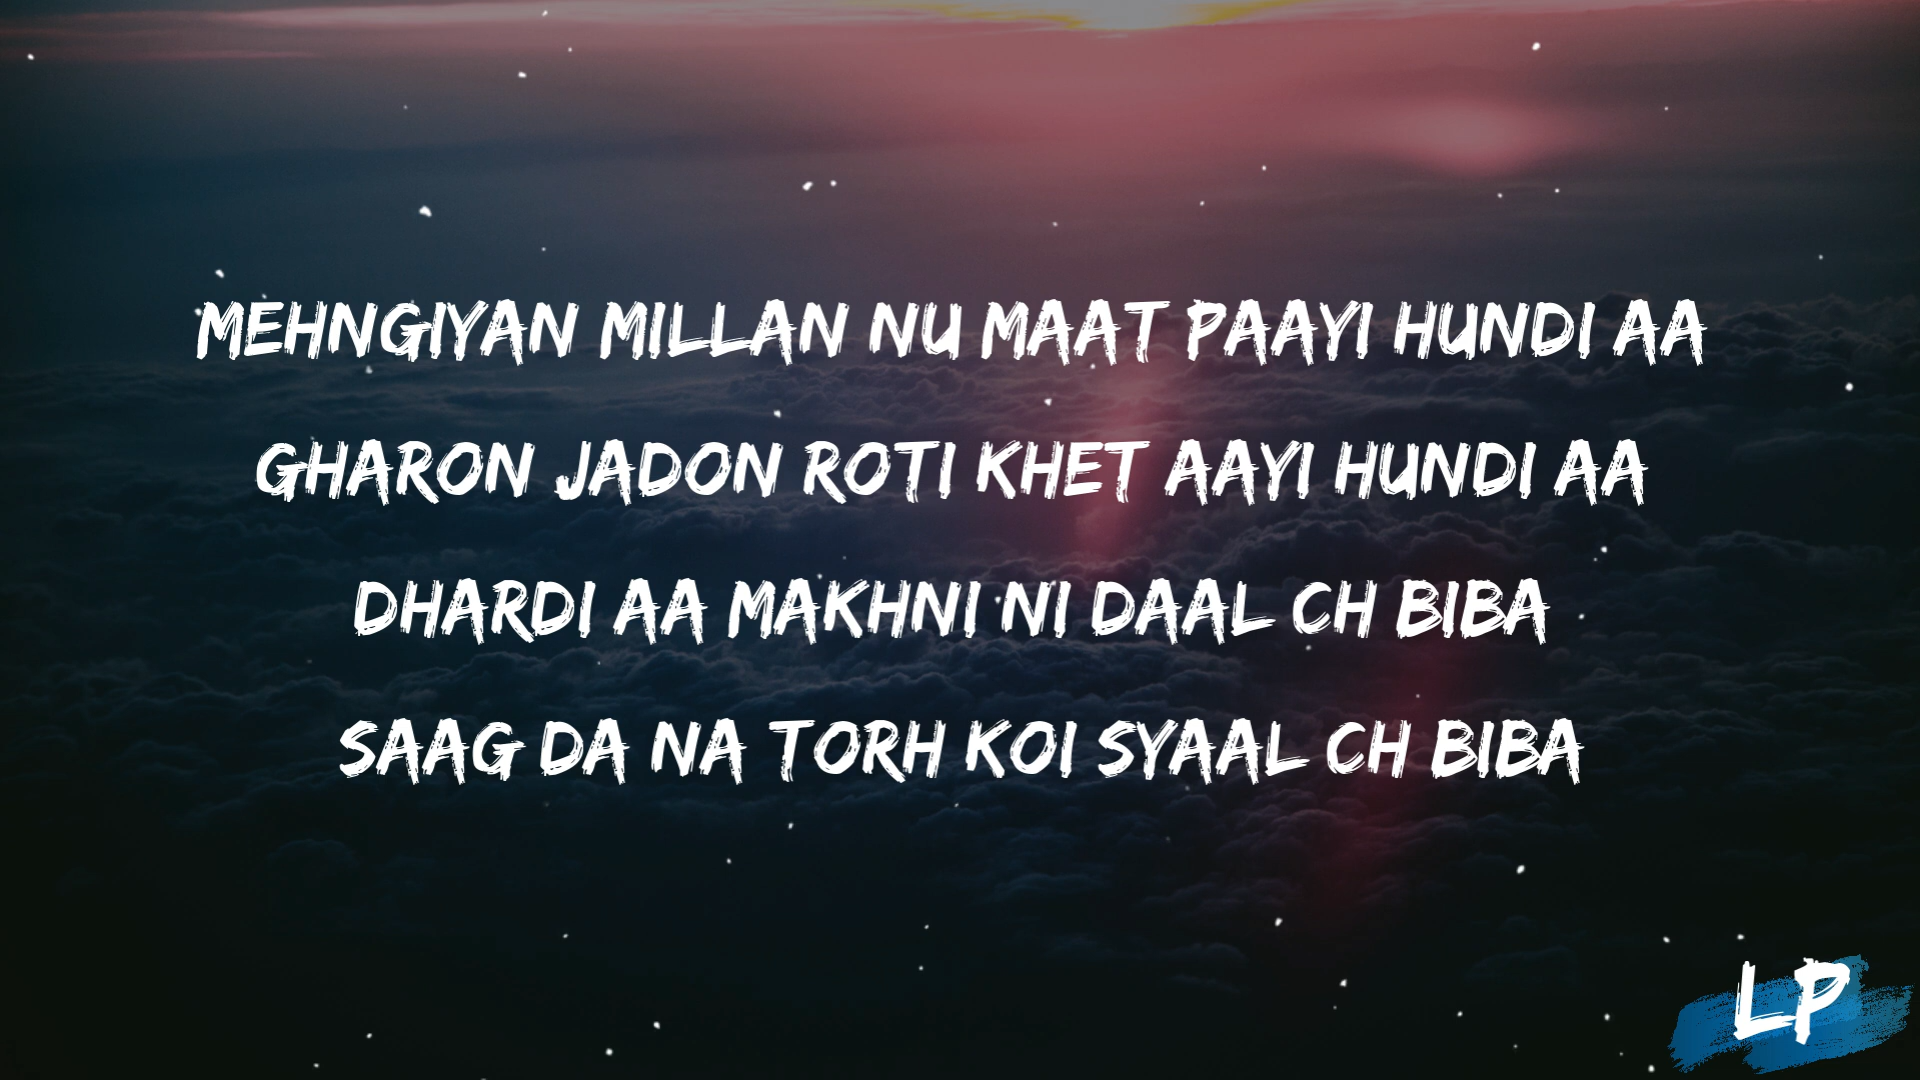 MEHNGIYAN MILLAN NU MAAT PAAYI HUNDI AA
GHARON JADON ROTI KHET AAYI HUNDI AA
DHARDI AA MAKHNI NI DAAL CH BIBA
SAAG DA NA TORH KOI SYAAL CH BIBA
LP